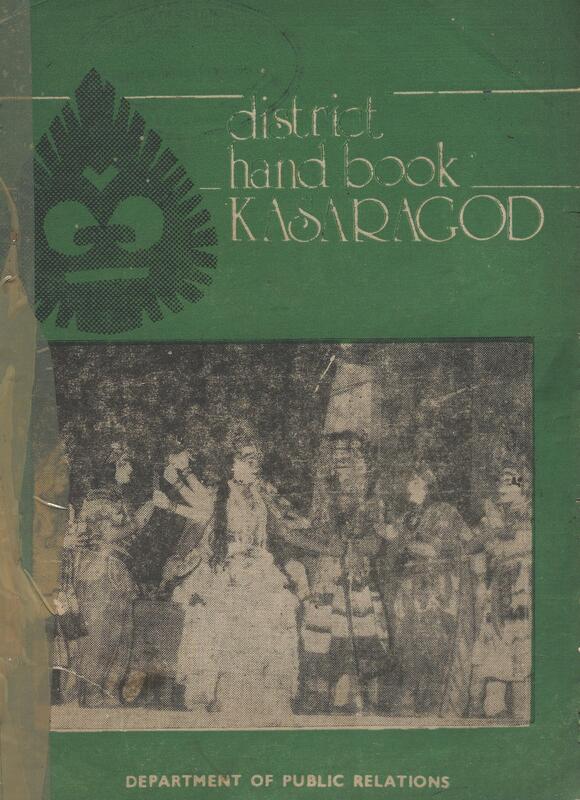 district
hand book
KASARAGOD
DEPARTMENT OF PUBLIC RELATIONS